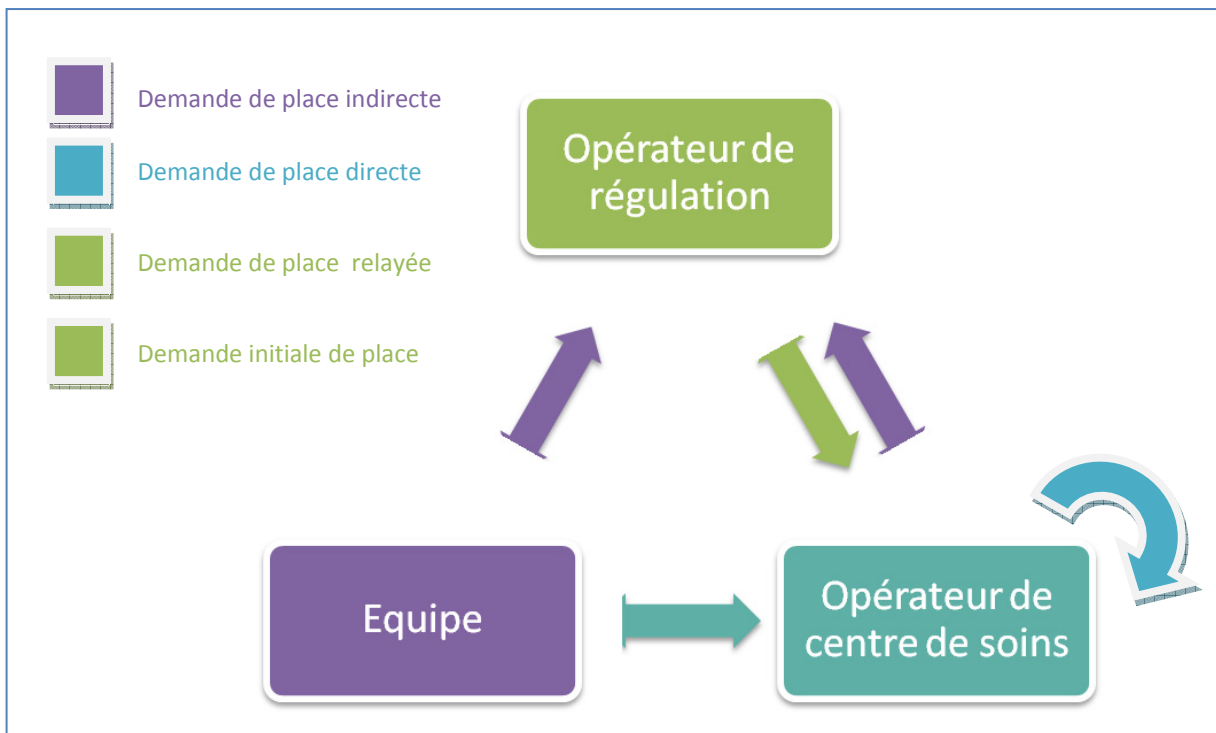 Demande de place indirecte
Demande de place directe
Demande de place relayée
Demande initiale de place
Opérateur de
régulation
Equipe
Opérateur de
centre de soins